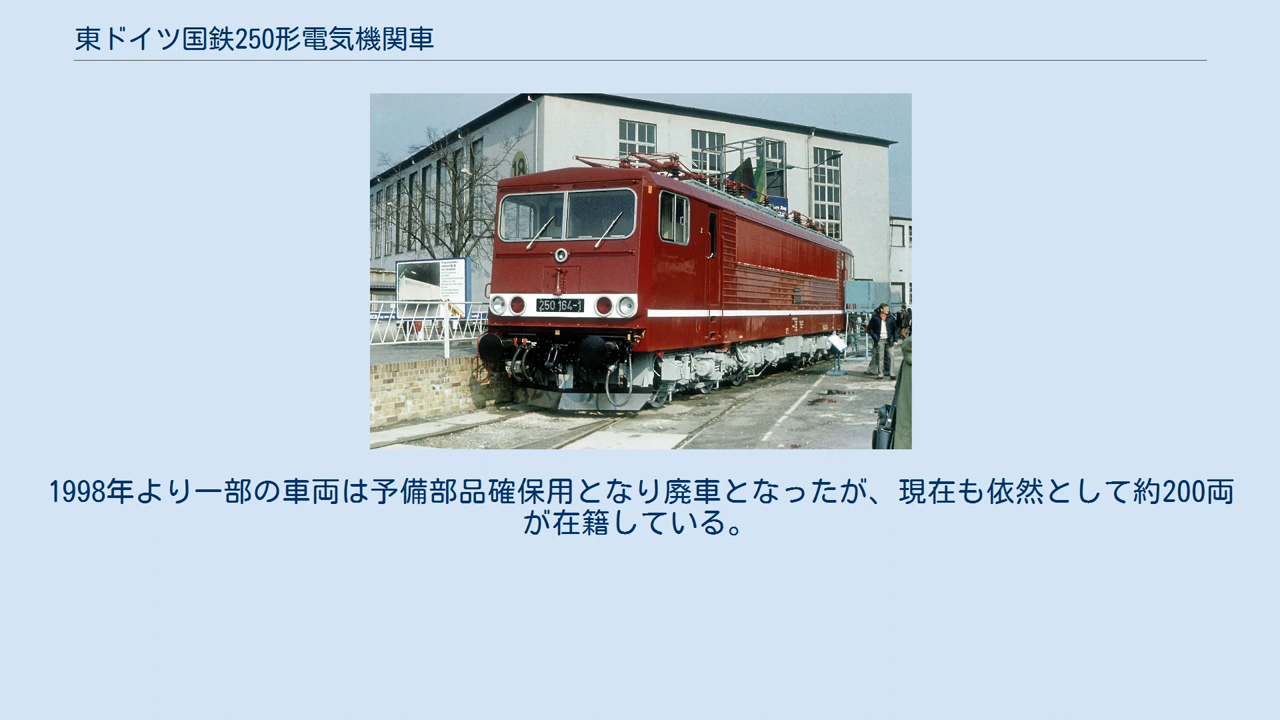 東ドイツ国鉄250形電気機関車
250 164-1
1998年より一部の車両は予備部品確保用となり廃車となったが、現在も依然として約200両
が在籍している。